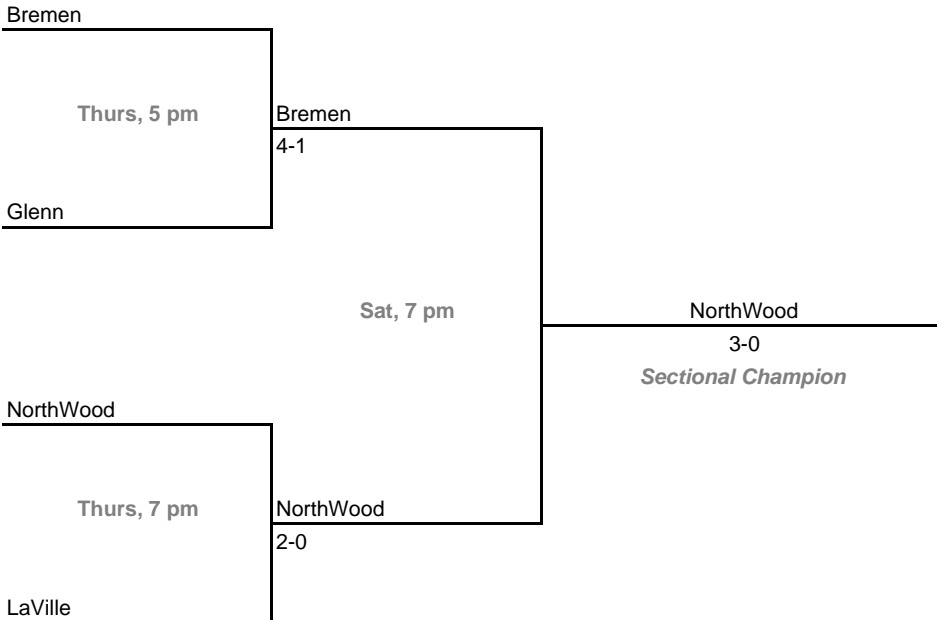 Bremen
Thurs, 5 pm
Bremen
4-1
Glenn
Sat, 7 pm
NorthWood
3-0
Sectional Champion
NorthWood
Thurs, 7 pm
NorthWood
2-0
LaVille